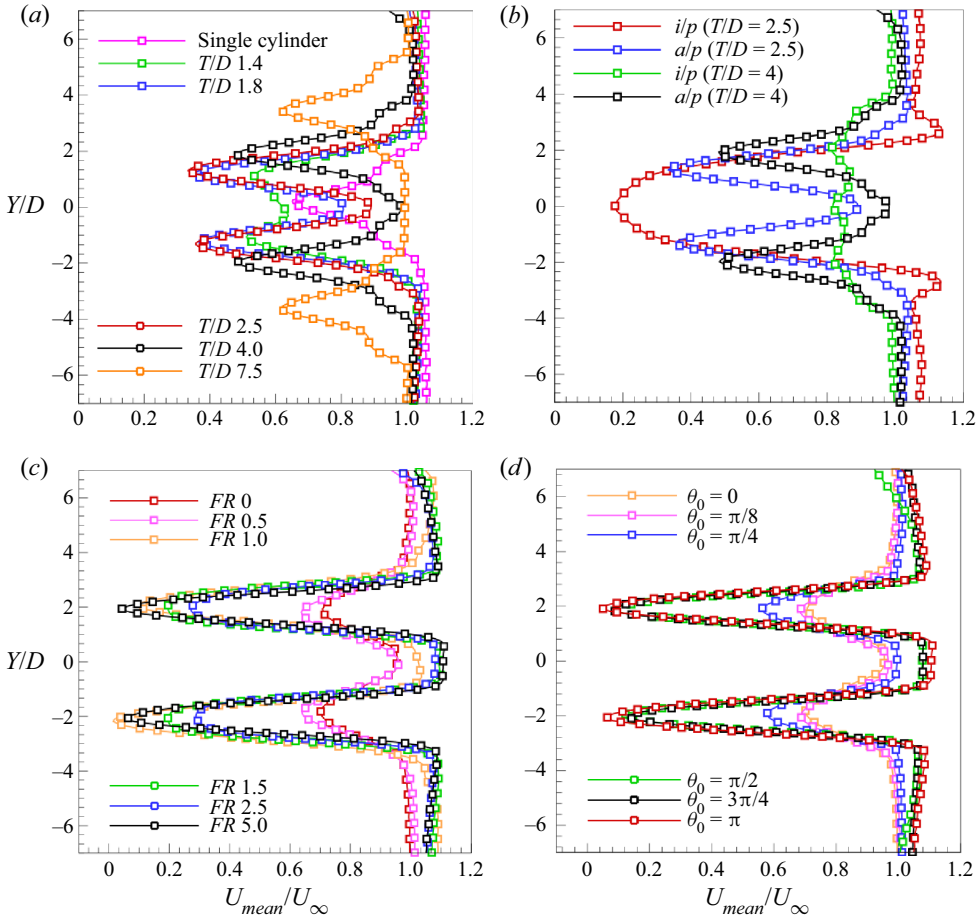 (a)
Single cylinder
T/D 1.4
T/D 1.8
T/D 2.5
T/D 4.0
T/D 7.5
Y/D
6
4
2
0
–2
–4
–6
0 0.2 0.4 0.6 0.8 1.0 1.2
(b)
i/p (T/D = 2.5)
a/p (T/D = 2.5)
i/p (T/D = 4)
a/p (T/D = 4)
6
4
2
0
–2
–4
–6
0 0.2 0.4 0.6 0.8 1.0 1.2
(c)
FR 0
FR 0.5
FR 1.0
FR 1.5
FR 2.5
FR 5.0
Y/D
6
4
2
0
–2
–4
–6
0 0.2 0.4 0.6 0.8 1.0 1.2
U_mean/U_∞
(d)
θ₀ = 0
θ₀ = π/8
θ₀ = π/4
θ₀ = π/2
θ₀ = 3π/4
θ₀ = π
6
4
2
0
–2
–4
–6
0 0.2 0.4 0.6 0.8 1.0 1.2
U_mean/U_∞